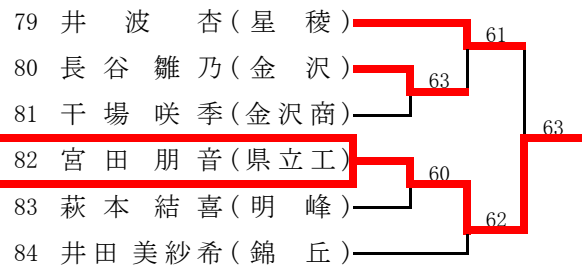 79 井波 杏(星 稜)
61
80 長谷 雛乃(金 沢)
63
81 干場 咲季(金沢商)
63
82 宮田 朋音(県立工)
60
83 萩本 結喜(明 峰)
62
84 井田 美紗希(錦 丘)